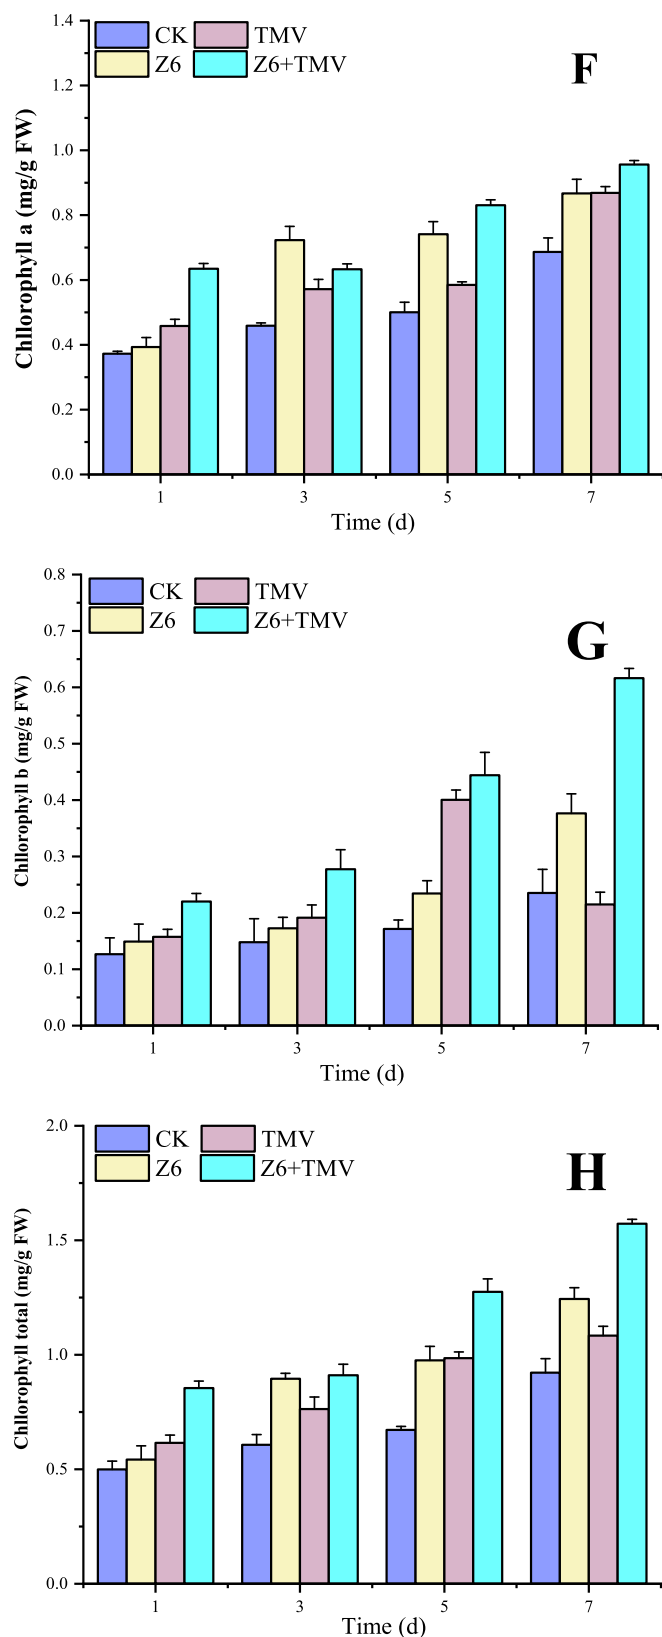 1.4
CK
TMV
Z6
Z6+TMV
F
1.2
1.0
0.8
0.6
0.4
0.2
0.0
Chllorophyll a (mg/g FW)
1
3
5
7
Time (d)
0.8
CK
TMV
Z6
Z6+TMV
G
0.7
0.6
0.5
0.4
0.3
0.2
0.1
0.0
Chllorophyll b (mg/g FW)
1
3
5
7
Time (d)
2.0
CK
TMV
Z6
Z6+TMV
H
1.5
1.0
0.5
0.0
Chllorophyll total (mg/g FW)
1
3
5
7
Time (d)